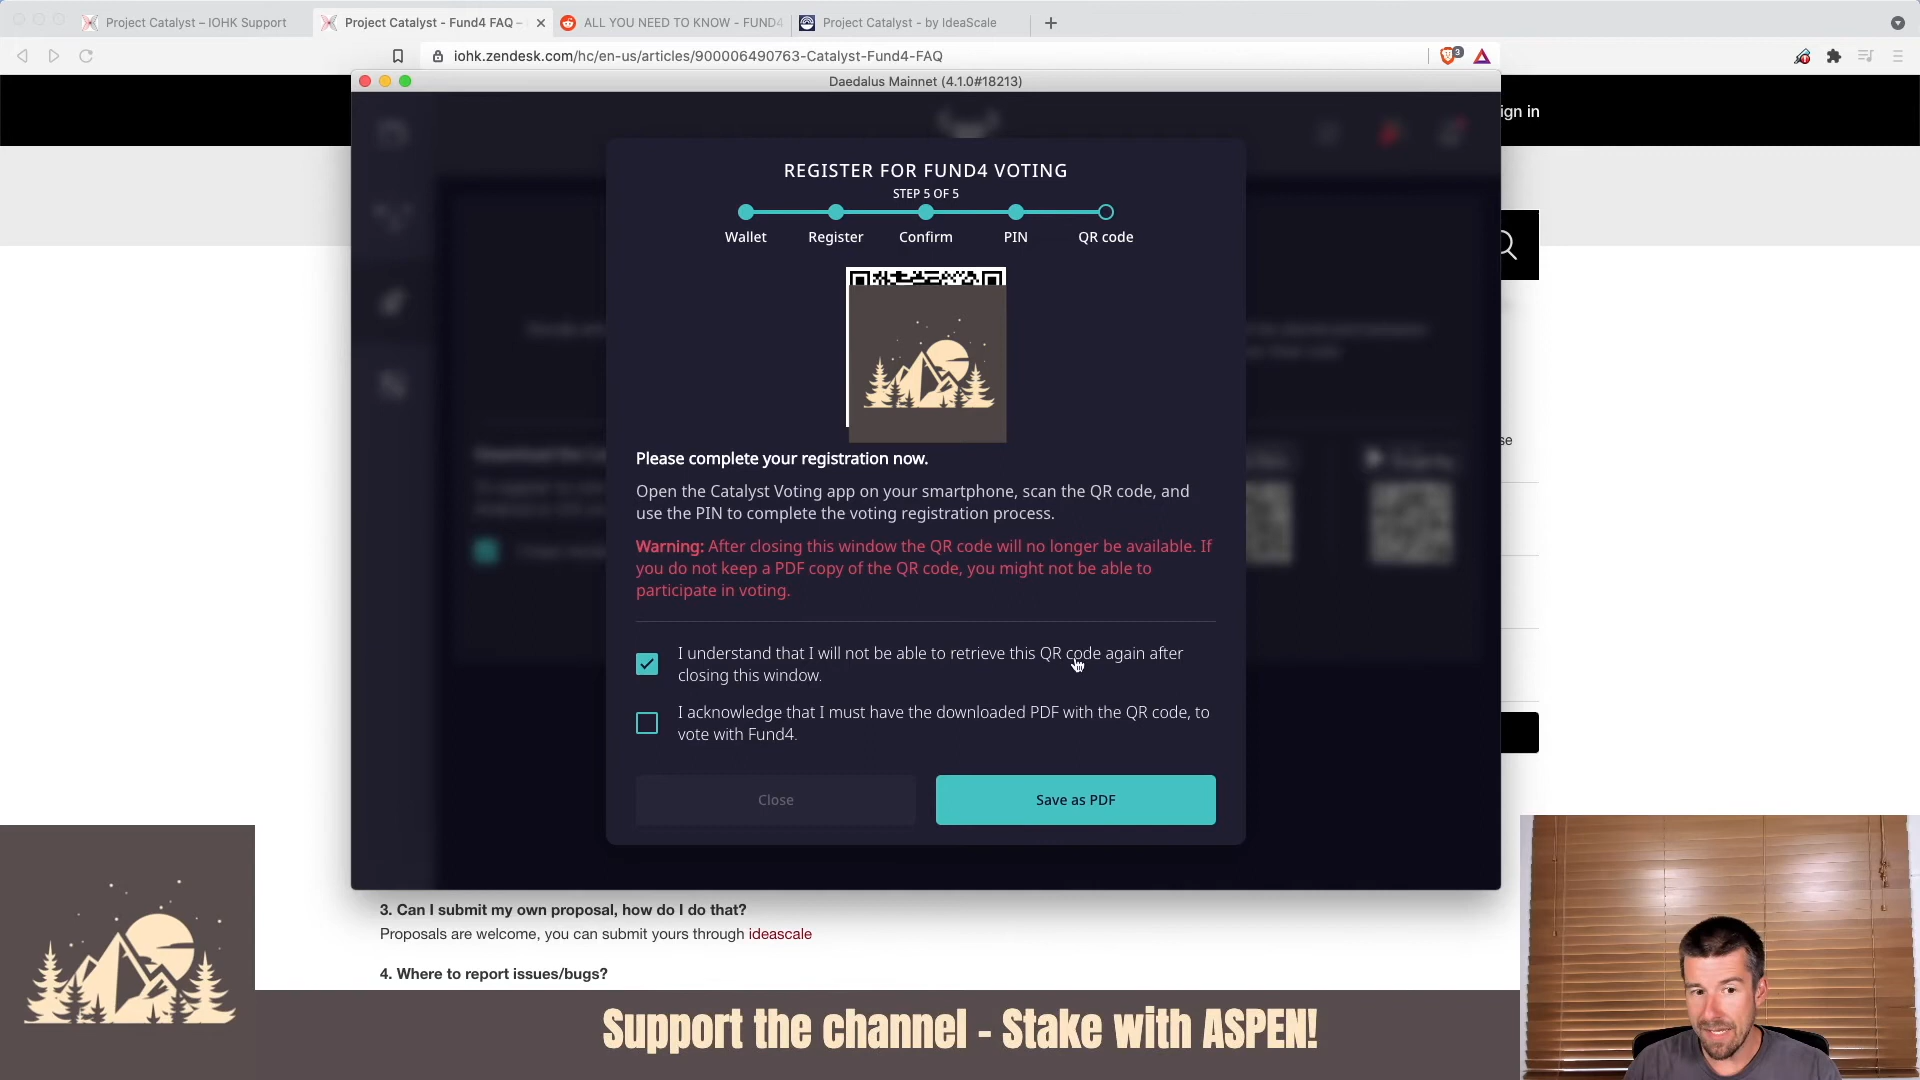 Project Catalyst – IOHK Support
Project Catalyst - Fund4 FAQ –
ALL YOU NEED TO KNOW - FUND4
Project Catalyst - by IdeaScale
iohk.zendesk.com/hc/en-us/articles/900006490763-Catalyst-Fund4-FAQ
3
Daedalus Mainnet (4.1.0#18213)
ign in
REGISTER FOR FUND4 VOTING
STEP 5 OF 5
Wallet Register Confirm PIN QR code
Please complete your registration now.
Open the Catalyst Voting app on your smartphone, scan the QR code, and
use the PIN to complete the voting registration process.
Warning: After closing this window the QR code will no longer be available. If
you do not keep a PDF copy of the QR code, you might not be able to
participate in voting.
se
I understand that I will not be able to retrieve this QR code again after
closing this window.
I acknowledge that I must have the downloaded PDF with the QR code, to
vote with Fund4.
Close Save as PDF
3. Can I submit my own proposal, how do I do that?
Proposals are welcome, you can submit yours through ideascale
4. Where to report issues/bugs?
Support the channel - Stake with ASPEN!